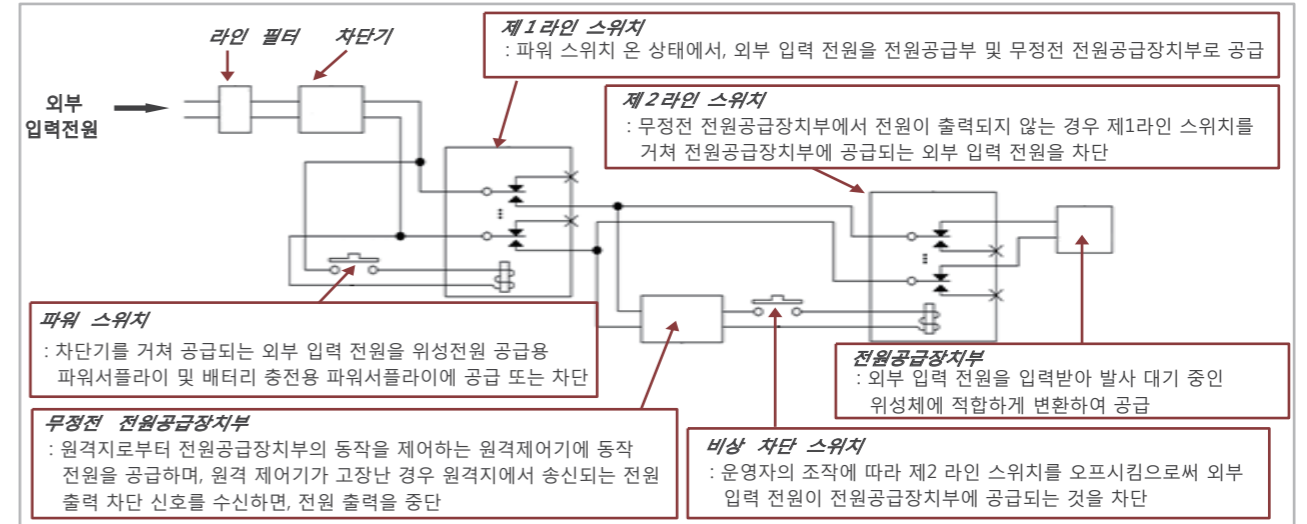 라인 필터
차단기
외부
입력전원
제1라인 스위치
: 파워 스위치 온 상태에서, 외부 입력 전원을 전원공급부 및 무정전 전원공급장치부로 공급
제2라인 스위치
: 무정전 전원공급장치부에서 전원이 출력되지 않는 경우 제1라인 스위치를
거쳐 전원공급장치부에 공급되는 외부 입력 전원을 차단
파워 스위치
: 차단기를 거쳐 공급되는 외부 입력 전원을 위성전원 공급용
파워서플라이 및 배터리 충전용 파워서플라이에 공급 또는 차단
전원공급장치부
: 외부 입력 전원을 입력받아 발사 대기 중인
위성체에 적합하게 변환하여 공급
무정전 전원공급장치부
: 원격지로부터 전원공급장치부의 동작을 제어하는 원격제어기에 동작
전원을 공급하며, 원격 제어기가 고장난 경우 원격지에서 송신되는 전원
출력 차단 신호를 수신하면, 전원 출력을 중단
비상 차단 스위치
: 운영자의 조작에 따라 제2 라인 스위치를 오프시킴으로써 외부
입력 전원이 전원공급장치부에 공급되는 것을 차단